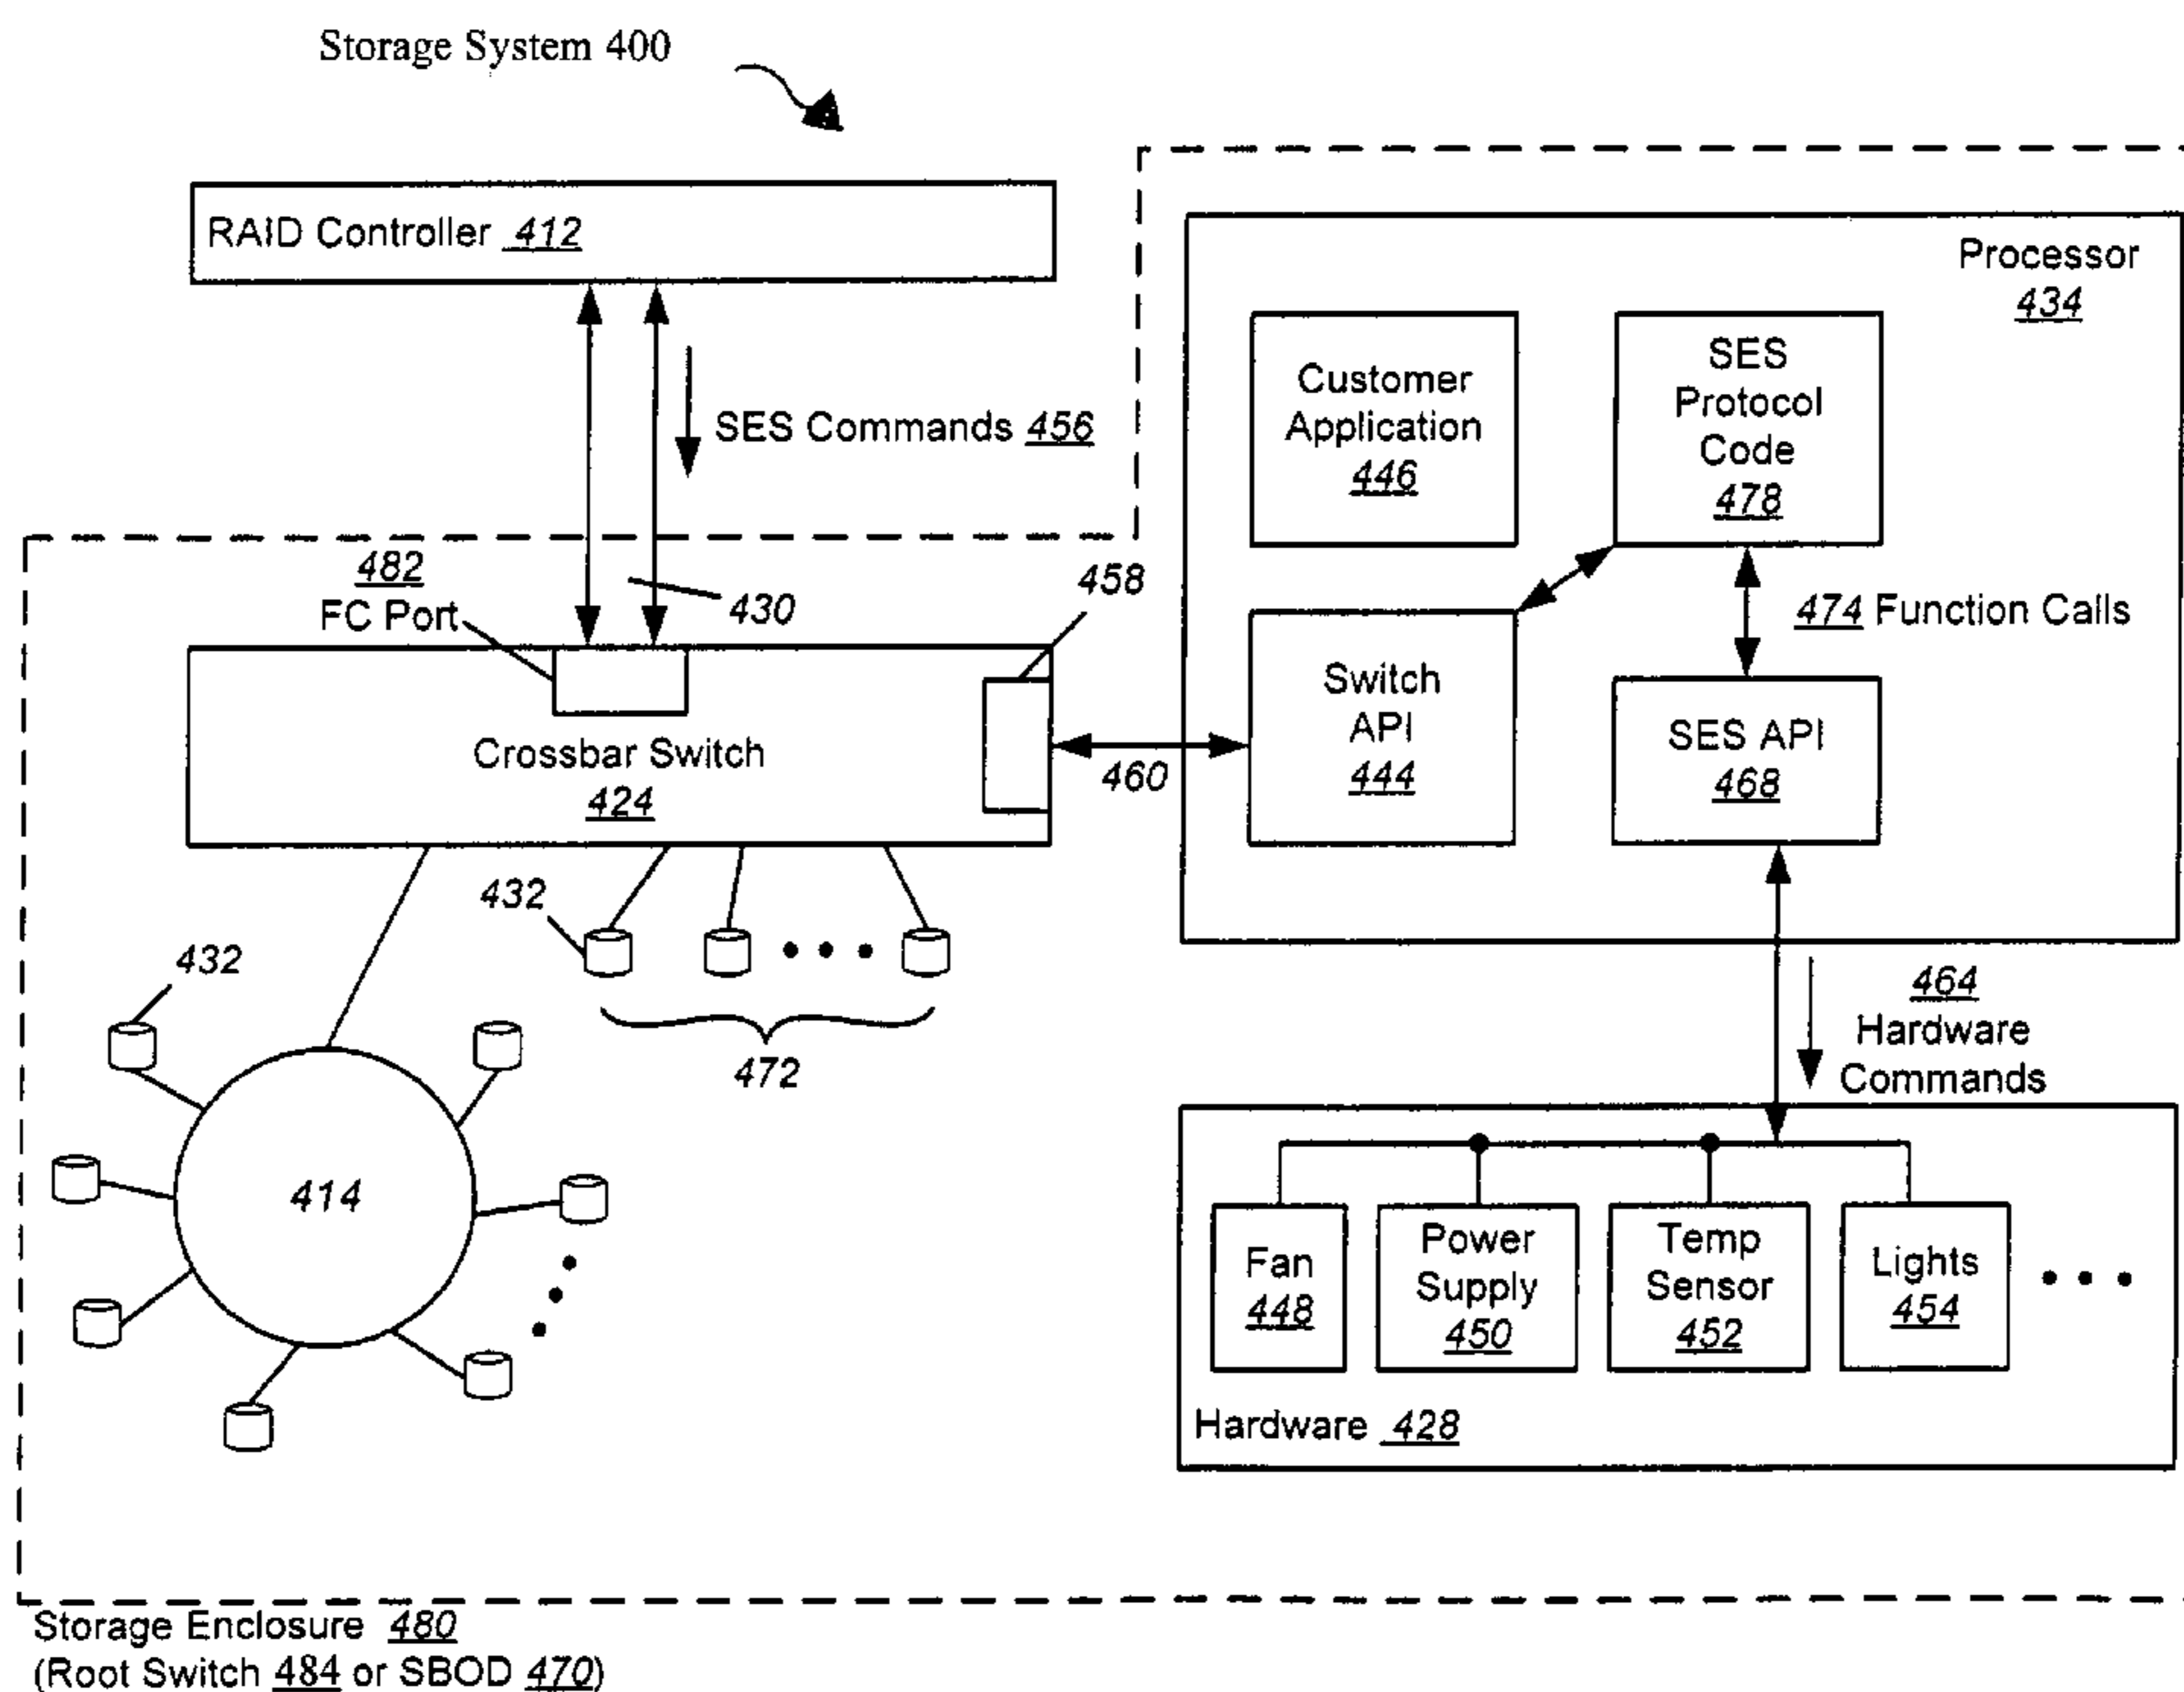 Storage System 400
RAID Controller 412
SES Commands 456
Processor
434
Customer
Application
446
SES
Protocol
Code
478
482
FC Port
430
458
474 Function Calls
Switch
API
444
SES API
468
Crossbar Switch
424
460
432
432
472
414
464
Hardware
Commands
Fan
448
Power
Supply
450
Temp
Sensor
452
Lights
454
Hardware 428
Storage Enclosure 480
(Root Switch 484 or SBOD 470)